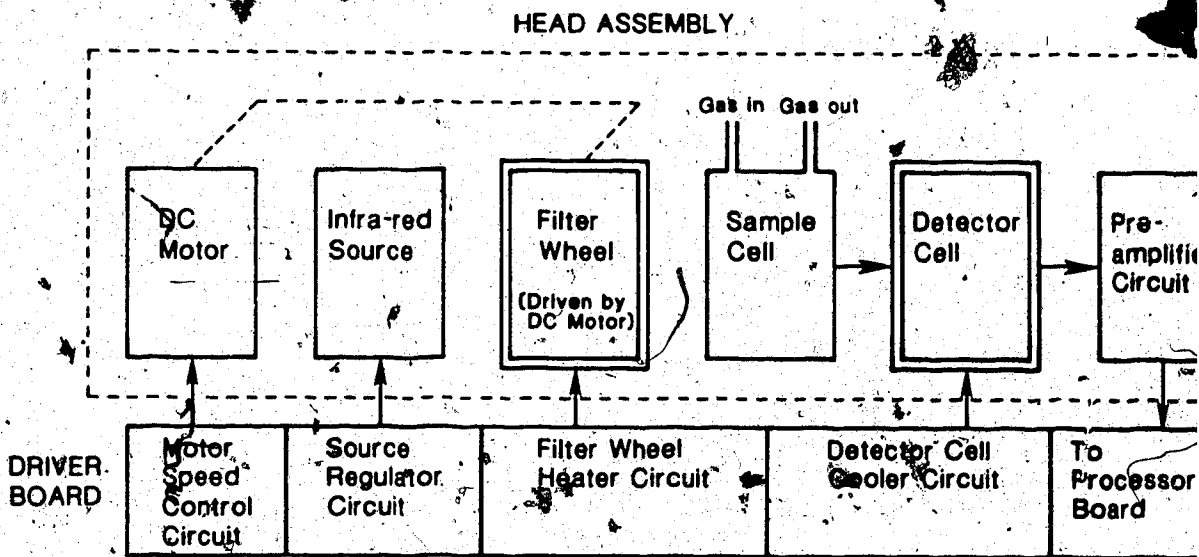 HEAD ASSEMBLY
Gas in Gas out
DC
Motor
Infra-red
Source
Filter
Wheel
(Driven by
DC Motor)
Sample
Cell
Detector
Cell
Pre-
amplifie
Circuit
DRIVER
BOARD
Motor
Speed
Control
Circuit
Source
Regulator
Circuit
Filter Wheel
Heater Circuit
Detector Cell
Cooler Circuit
To
Processor
Board